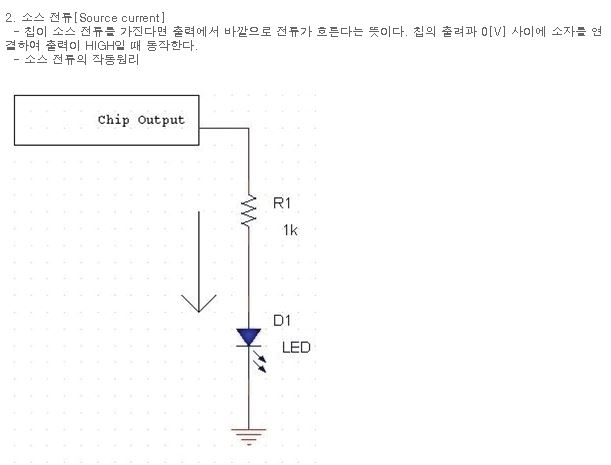 2. 소스 전류[Source current]
- 칩이 소스 전류를 가진다면 출력에서 바깥으로 전류가 흐른다는 뜻이다. 칩의 출려과 0[V] 사이에 소자를 연
결하여 출력이 HIGH일 때 동작한다.
- 소스 전류의 작동원리
Chip Output
R1
1k
D1
LED